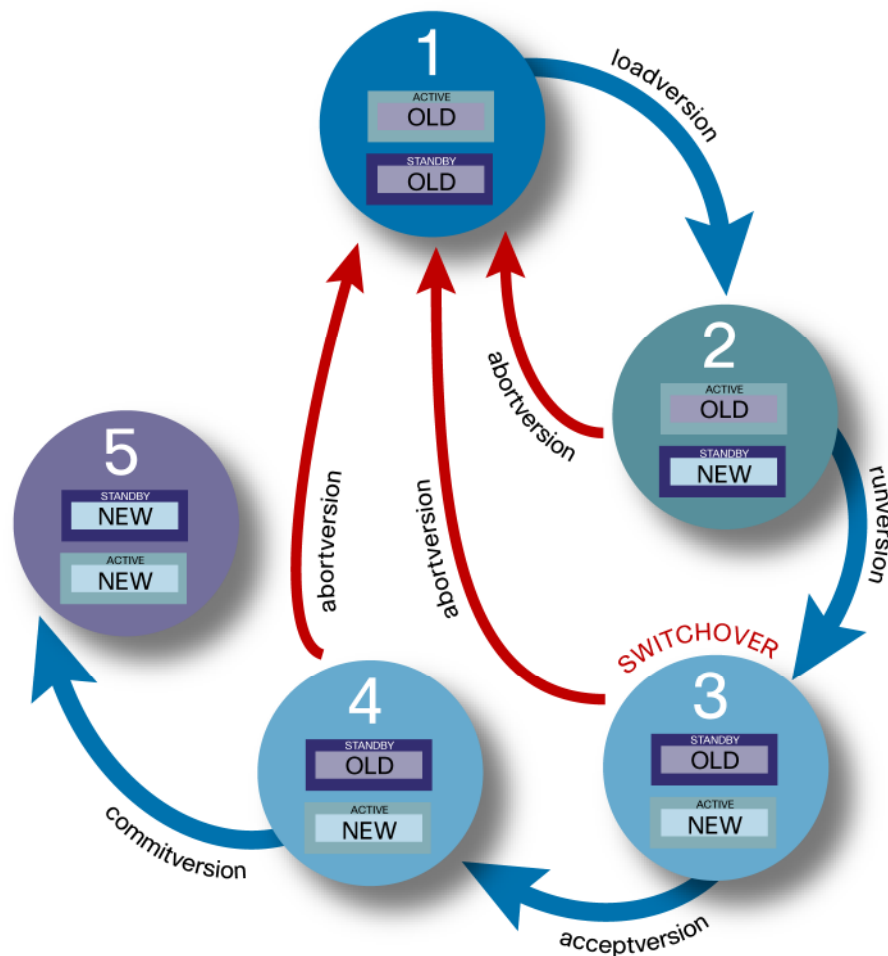 1
ACTIVE
OLD
STANDBY
OLD
loadversion
2
ACTIVE
OLD
STANDBY
NEW
abortversion
runversion
5
STANDBY
NEW
ACTIVE
NEW
abortversion
abortversion
SWITCHOVER
3
STANDBY
OLD
ACTIVE
NEW
4
STANDBY
OLD
ACTIVE
NEW
commitversion
acceptversion